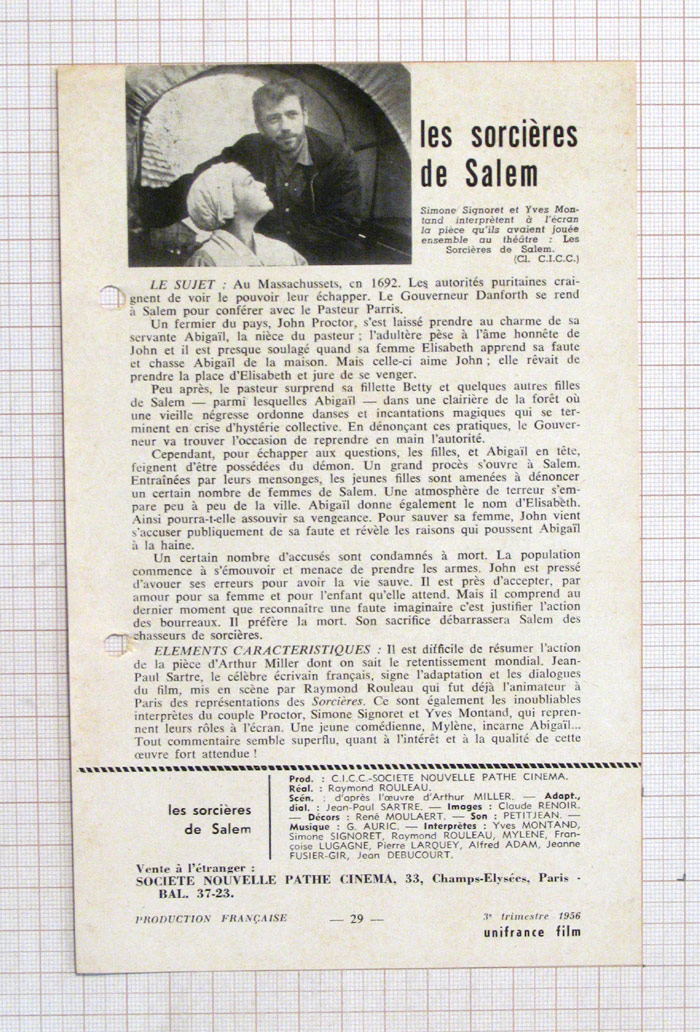 les sorcières
de Salem
Simone Signoret et Yves Mon-
tand interprètent à l'écran
la pièce qu'ils avaient jouée
ensemble au théâtre : Les
Sorcières de Salem.
(Cl. C.I.C.C.)
LE SUJET : Au Massachussets, en 1692. Les autorités puritaines crai-
gnent de voir le pouvoir leur échapper. Le Gouverneur Danforth se rend
à Salem pour conférer avec le Pasteur Parris.
Un fermier du pays, John Proctor, s'est laissé prendre au charme de sa
servante Abigaïl, la nièce du pasteur ; l'adultère pèse à l'âme honnête de
John et il est presque soulagé quand sa femme Elisabeth apprend sa faute
et chasse Abigaïl de la maison. Mais celle-ci aime John ; elle rêvait de
prendre la place d'Elisabeth et jure de se venger.
Peu après, le pasteur surprend sa fillette Betty et quelques autres filles
de Salem — parmi lesquelles Abigaïl — dans une clairière de la forêt où
une vieille négresse ordonne danses et incantations magiques qui se ter-
minent en crise d'hystérie collective. En dénonçant ces pratiques, le Gouver-
neur va trouver l'occasion de reprendre en main l'autorité.
Cependant, pour échapper aux questions, les filles, et Abigaïl en tête,
feignent d'être possédées du démon. Un grand procès s'ouvre à Salem.
Entraînées par leurs mensonges, les jeunes filles sont amenées à dénoncer
un certain nombre de femmes de Salem. Une atmosphère de terreur s'em-
pare peu à peu de la ville. Abigaïl donne également le nom d'Elisabeth.
Ainsi pourra-t-elle assouvir sa vengeance. Pour sauver sa femme, John vient
s'accuser publiquement de sa faute et révèle les raisons qui poussent Abigaïl
à la haine.
Un certain nombre d'accusés sont condamnés à mort. La population
commence à s'émouvoir et menace de prendre les armes. John est pressé
d'avouer ses erreurs pour avoir la vie sauve. Il est près d'accepter, par
amour pour sa femme et pour l'enfant qu'elle attend. Mais il comprend au
dernier moment que reconnaître une faute imaginaire c'est justifier l'action
des bourreaux. Il préfère la mort. Son sacrifice débarrassera Salem des
chasseurs de sorcières.
ELEMENTS CARACTERISTIQUES : Il est difficile de résumer l'action
de la pièce d'Arthur Miller dont on sait le retentissement mondial. Jean-
Paul Sartre, le célèbre écrivain français, signe l'adaptation et les dialogues
du film, mis en scène par Raymond Rouleau qui fut déjà l'animateur à
Paris des représentations des Sorcières. Ce sont également les inoubliables
interprètes du couple Proctor, Simone Signoret et Yves Montand, qui repren-
nent leurs rôles à l'écran. Une jeune comédienne, Mylène, incarne Abigaïl...
Tout commentaire semble superflu, quant à l'intérêt et à la qualité de cette
œuvre fort attendue !
les sorcières
de Salem
Prod. : C.I.C.C.-SOCIETE NOUVELLE PATHE CINEMA.
Réal. : Raymond ROULEAU.
Scén. : d'après l'œuvre d'Arthur MILLER. — Adapt.,
dial. : Jean-Paul SARTRE. — Images : Claude RENOIR.
— Décors : René MOULAERT. — Son : PETITJEAN. —
Musique : G. AURIC. — Interprètes : Yves MONTAND,
Simone SIGNORET, Raymond ROULEAU, MYLENE, Fran-
çoise LUGAGNE, Pierre LARQUEY, Alfred ADAM, Jeanne
FUSIER-GIR, Jean DEBUCOURT.
Vente à l'étranger :
SOCIETE NOUVELLE PATHE CINEMA, 33, Champs-Elysées, Paris -
BAL. 37-23.
PRODUCTION FRANÇAISE — 29 — 3e trimestre 1956
unifrance film